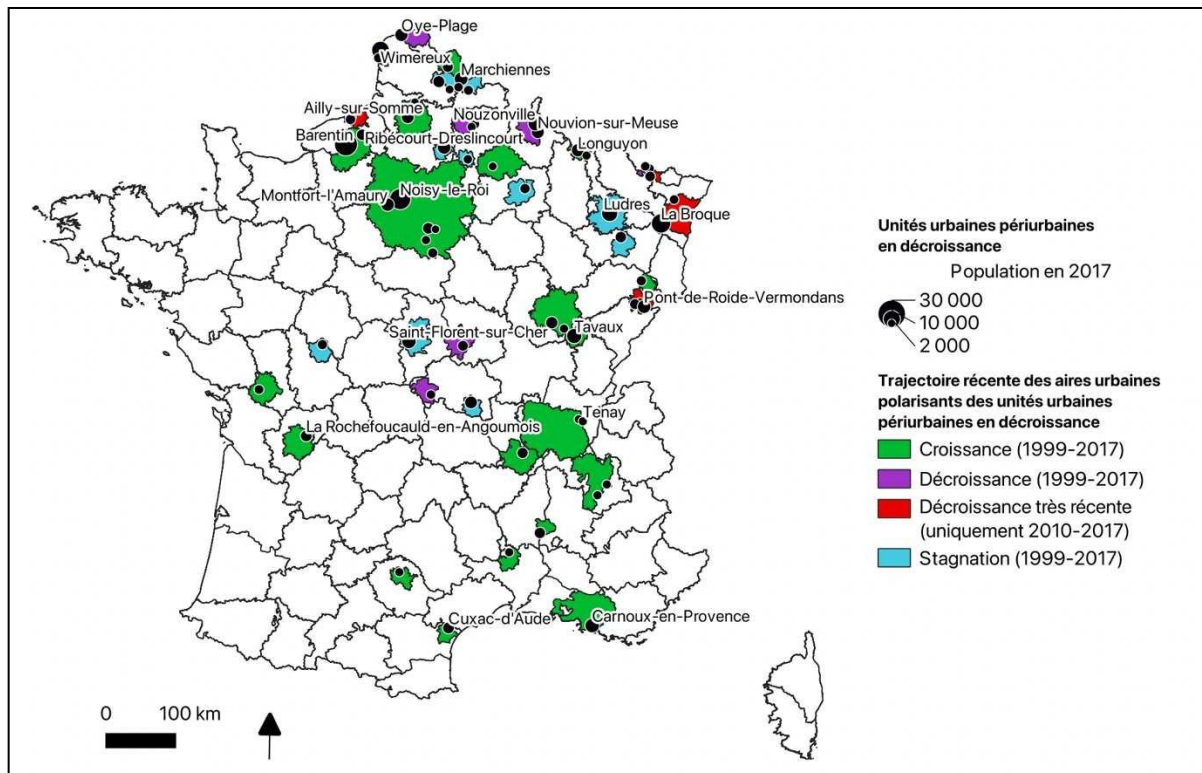 Oye-Plage
Wimereux
Marchiennes
Ailly-sur-Somme
Nouzonville
Barentin
Ribécourt-Dreslincourt
Nouvion-sur-Meuse
Longuyon
Montfort-l'Amaury
Noisy-le-Roi
Ludres
La Broque
Pont-de-Roide-Vermondans
Saint-Florent-sur-Cher
Tavaux
La Rochefoucauld-en-Angoumois
Tenay
Cuxac-d'Aude
Carnoux-en-Provence
0 100 km
Unités urbaines périurbaines
en décroissance
Population en 2017
30 000
10 000
2 000
Trajectoire récente des aires urbaines
polarisants des unités urbaines
périurbaines en décroissance
Croissance (1999-2017)
Décroissance (1999-2017)
Décroissance très récente
(uniquement 2010-2017)
Stagnation (1999-2017)